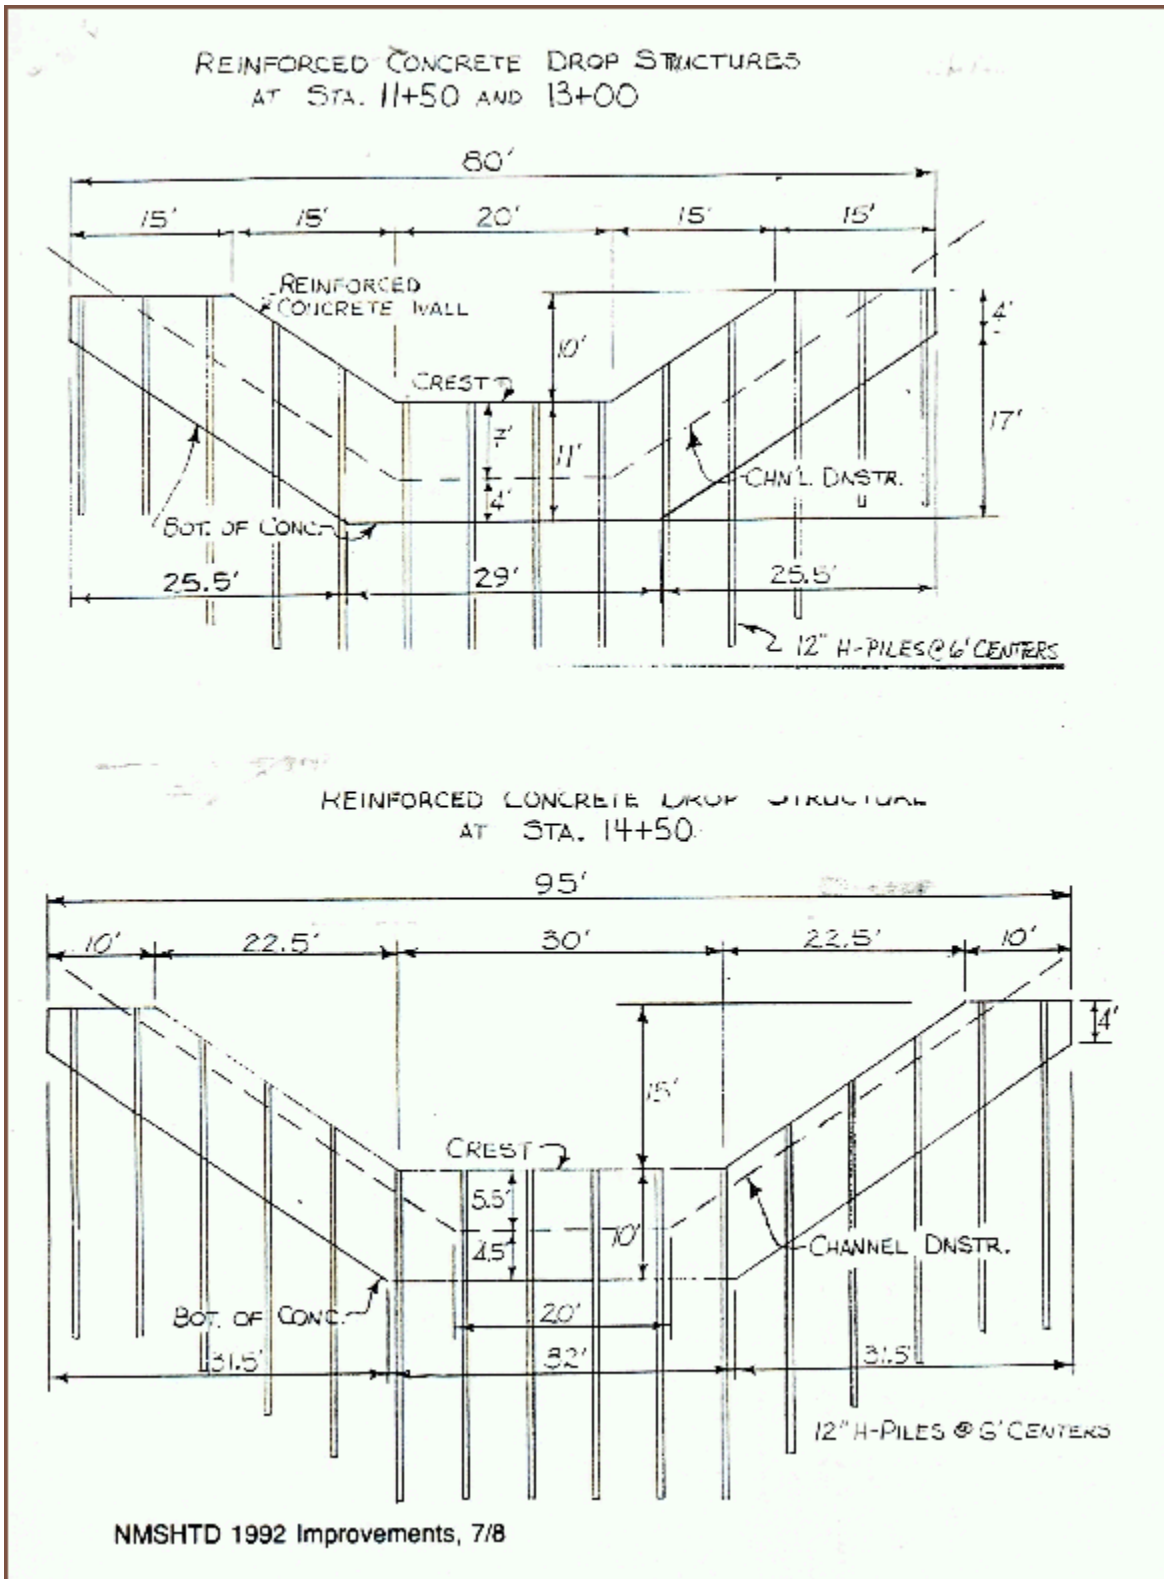 REINFORCED CONCRETE DROP STRUCTURES
AT STA. 11+50 AND 13+00
80'
15' 15' 20' 15' 15'
REINFORCED
CONCRETE WALL
4'
10'
CREST
7'
11'
17'
CHN'L. DNSTR.
4'
BOT. OF CONC.
25.5' 29' 25.5'
12" H-PILES @ 6' CENTERS
REINFORCED CONCRETE DROP STRUCTURAL
AT STA. 14+50
95'
10' 22.5' 30' 22.5' 10'
4'
15'
CREST
5.5'
10'
4.5'
CHANNEL DNSTR.
BOT. OF CONC.
20'
31.5' 32' 31.5'
12" H-PILES @ 6' CENTERS
NMSHTD 1992 Improvements, 7/8